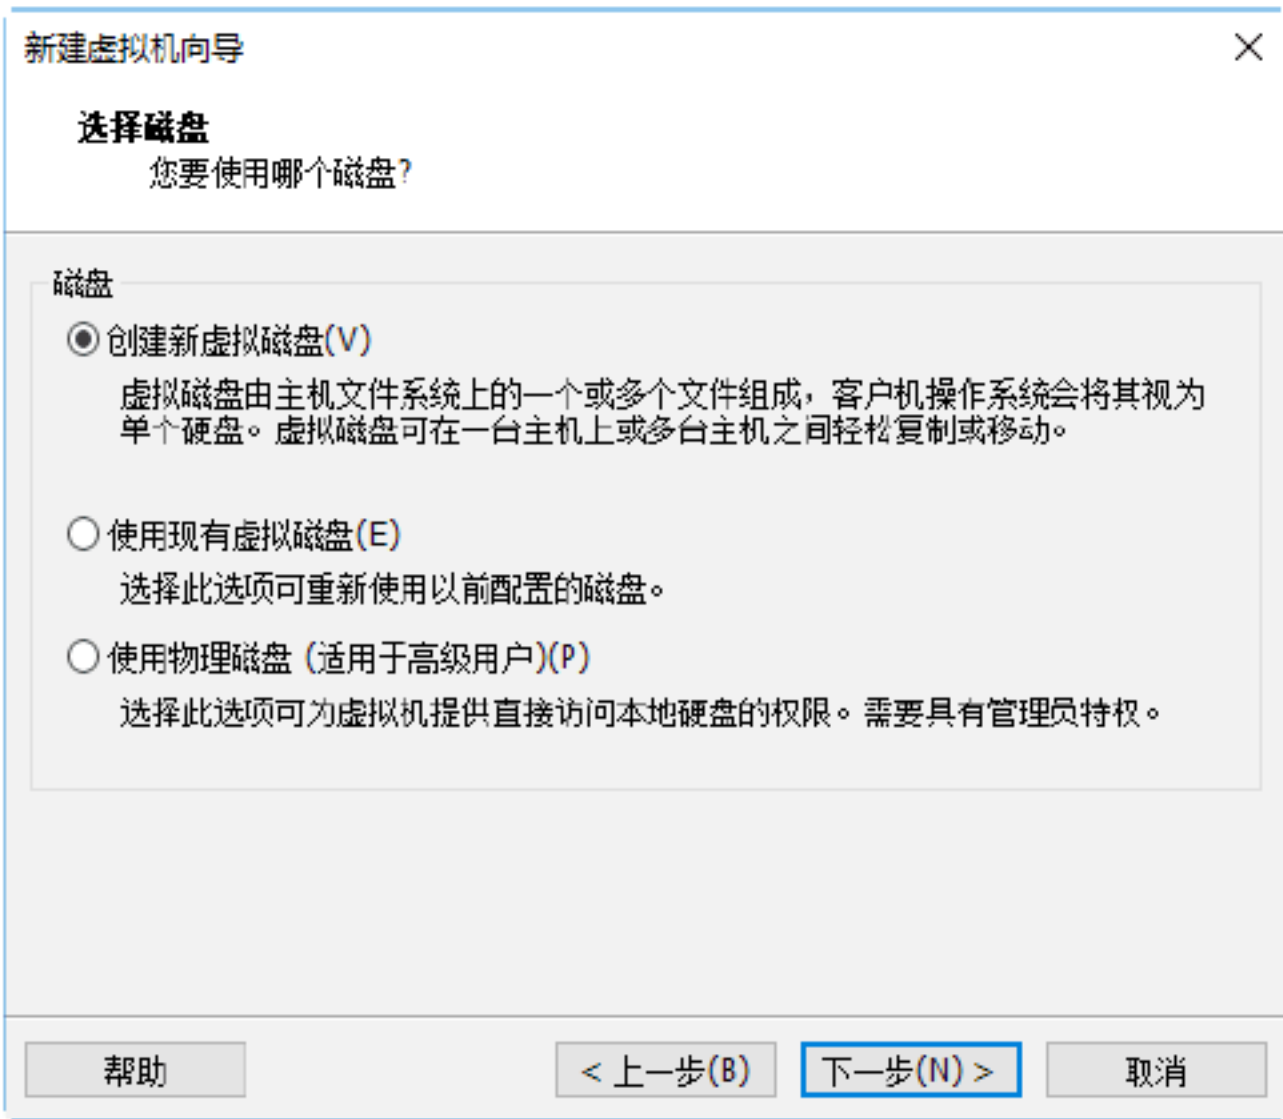 新建虚拟机向导
选择磁盘
您要使用哪个磁盘?
磁盘
创建新虚拟磁盘(V)
虚拟磁盘由主机文件系统上的一个或多个文件组成，客户机操作系统会将其视为
单个硬盘。虚拟磁盘可在一台主机上或多台主机之间轻松复制或移动。
使用现有虚拟磁盘(E)
选择此选项可重新使用以前配置的磁盘。
使用物理磁盘 (适用于高级用户)(P)
选择此选项可为虚拟机提供直接访问本地硬盘的权限。需要具有管理员特权。
帮助
< 上一步(B)
下一步(N) >
取消